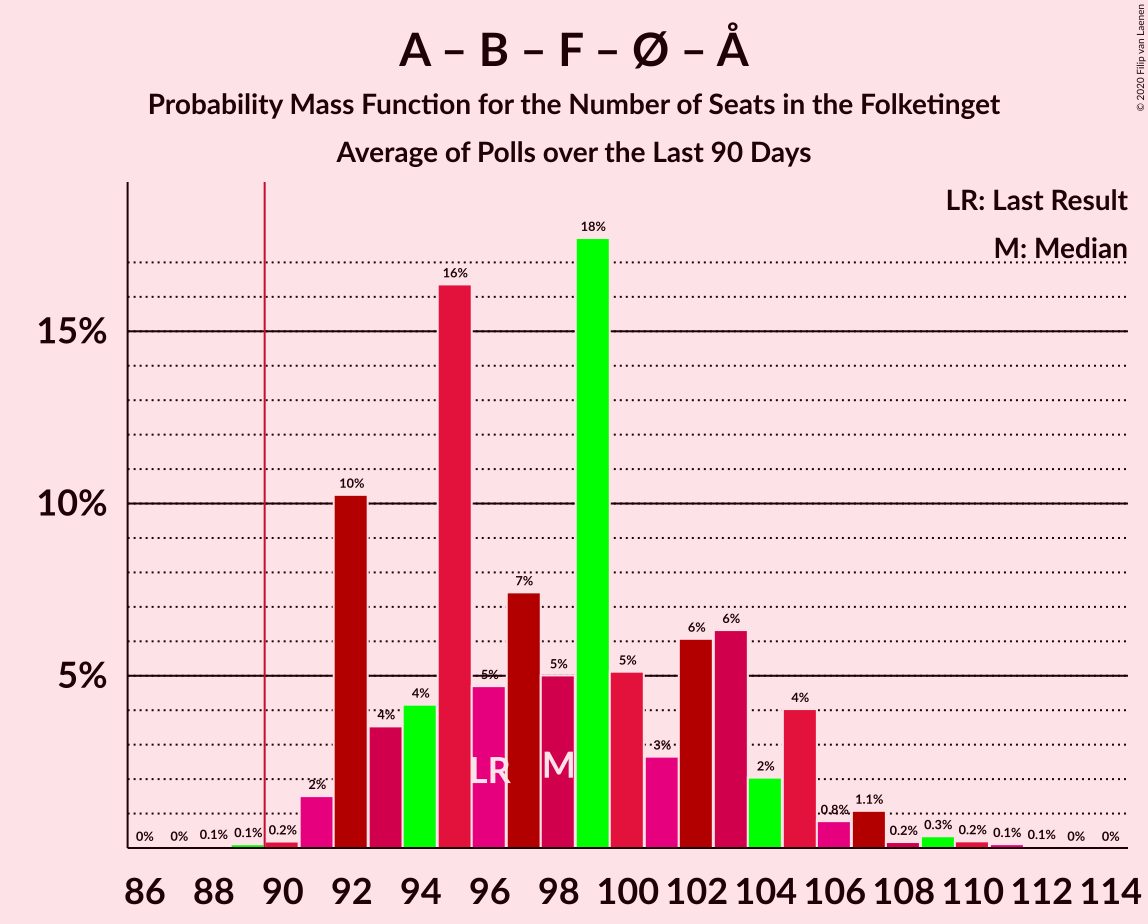 A – B – F – Ø – Å
Probability Mass Function for the Number of Seats in the Folketinget
Average of Polls over the Last 90 Days
© 2020 Filip van Laenen
LR: Last Result
M: Median
15%
10%
5%
0% 0% 0.1% 0.1% 0.2% 2% 10% 4% 4% 16% 5% 7% 5% 18% 5% 3% 6% 6% 2% 4% 0.8% 1.1% 0.2% 0.3% 0.2% 0.1% 0.1% 0% 0%
LR M
86 88 90 92 94 96 98 100 102 104 106 108 110 112 114